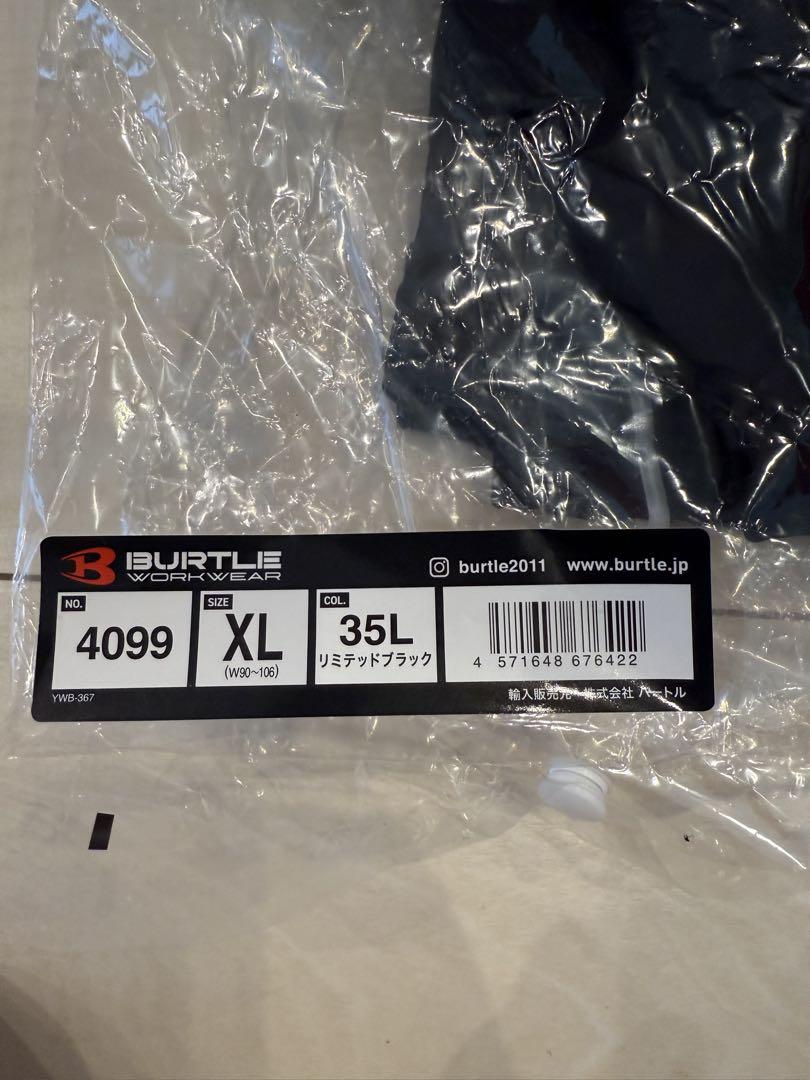 BURTLE
WORKWEAR
burtle2011 www.burtle.jp
NO.
4099
SIZE
XL
(W90~106)
COL.
35L
リミテッドブラック
4 571648 676422
YWB-367
輸入販売元 株式会社 バートル